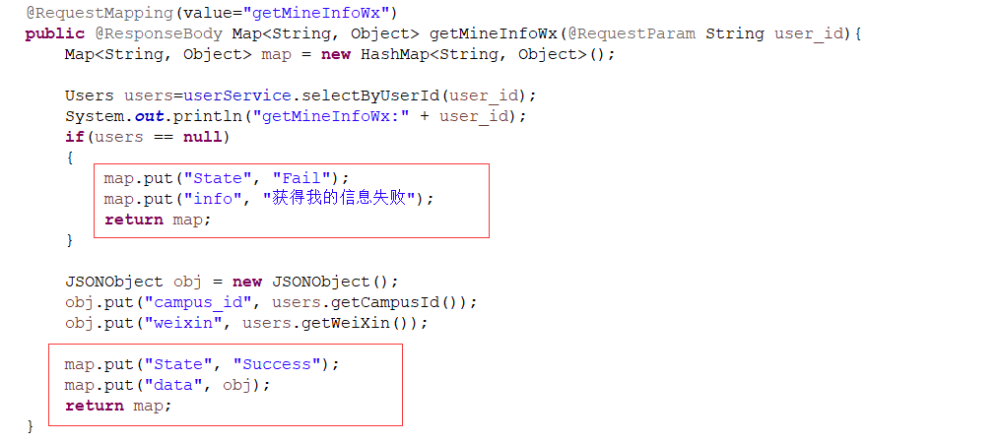 @RequestMapping(value="getMineInfoWx")
public @ResponseBody Map<String, Object> getMineInfoWx(@RequestParam String user_id){
    Map<String, Object> map = new HashMap<String, Object>();
    Users users=userService.selectByUserId(user_id);
    System.out.println("getMineInfoWx:" + user_id);
    if(users == null)
    {
        map.put("State", "Fail");
        map.put("info", "获得我的信息失败");
        return map;
    }
    JSONObject obj = new JSONObject();
    obj.put("campus_id", users.getCampusId());
    obj.put("weixin", users.getWeiXin());
    map.put("State", "Success");
    map.put("data", obj);
    return map;
}